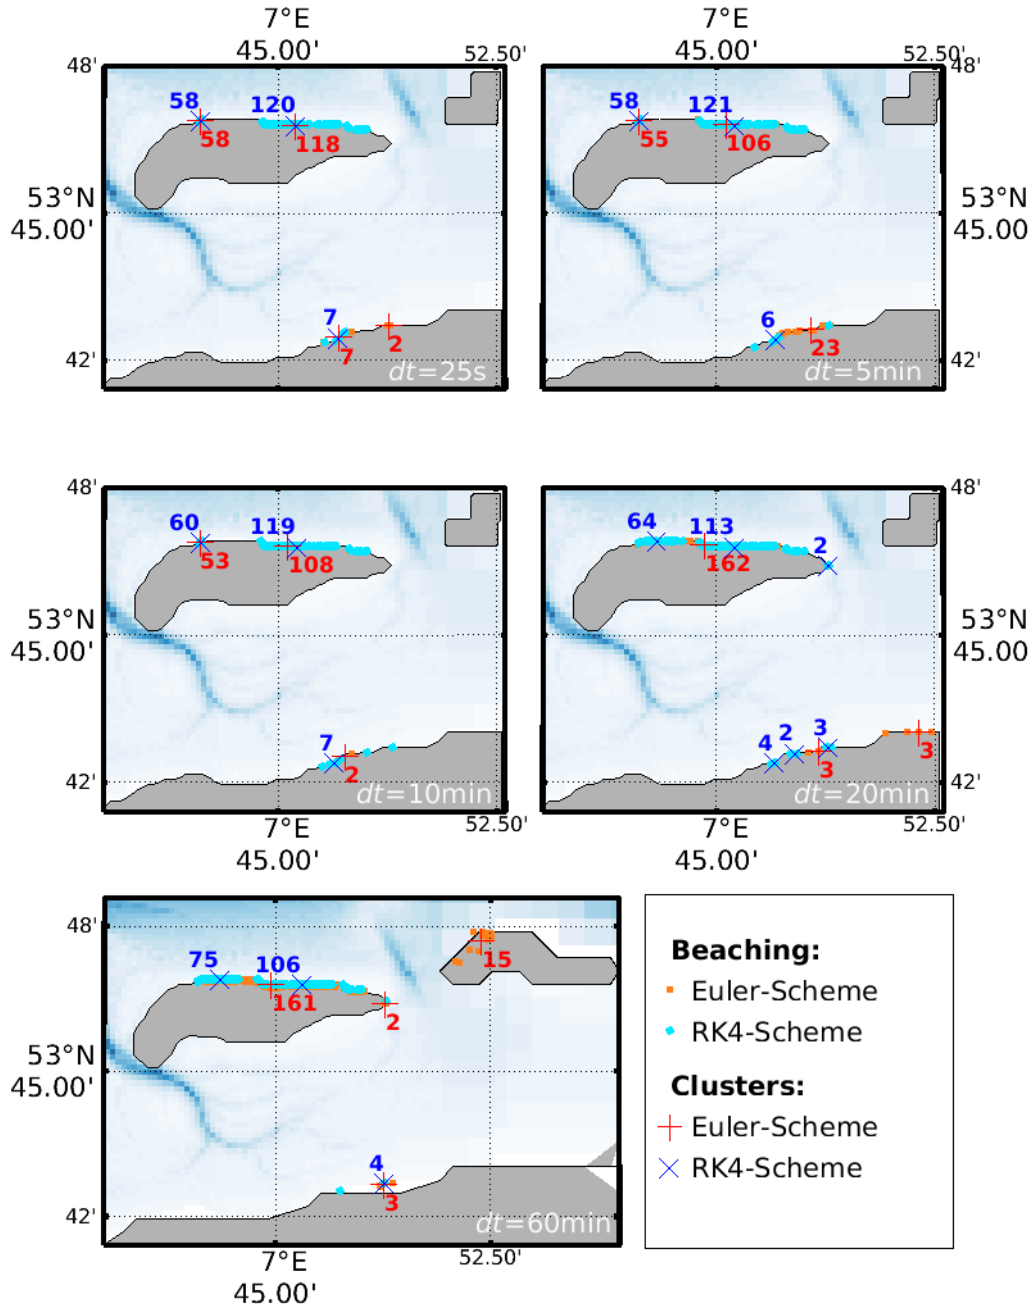 7°E
45.00'
52.50'
7°E
45.00'
52.50'
48'
58
120
58
118
53°N
45.00'
7
7
2
42'
dt=25s
48'
58
121
55
106
53°N
45.00
6
23
42'
dt=5min
48'
60
119
53
108
53°N
45.00'
7
2
42'
dt=10min
7°E
45.00'
52.50'
48'
64
113
2
162
53°N
45.00
4
2
3
3
3
42'
dt=20min
7°E
45.00'
52.50'
48'
75
106
15
161
2
53°N
45.00'
4
3
42'
dt=60min
7°E
45.00'
52.50'
Beaching:
Euler-Scheme
RK4-Scheme
Clusters:
Euler-Scheme
RK4-Scheme